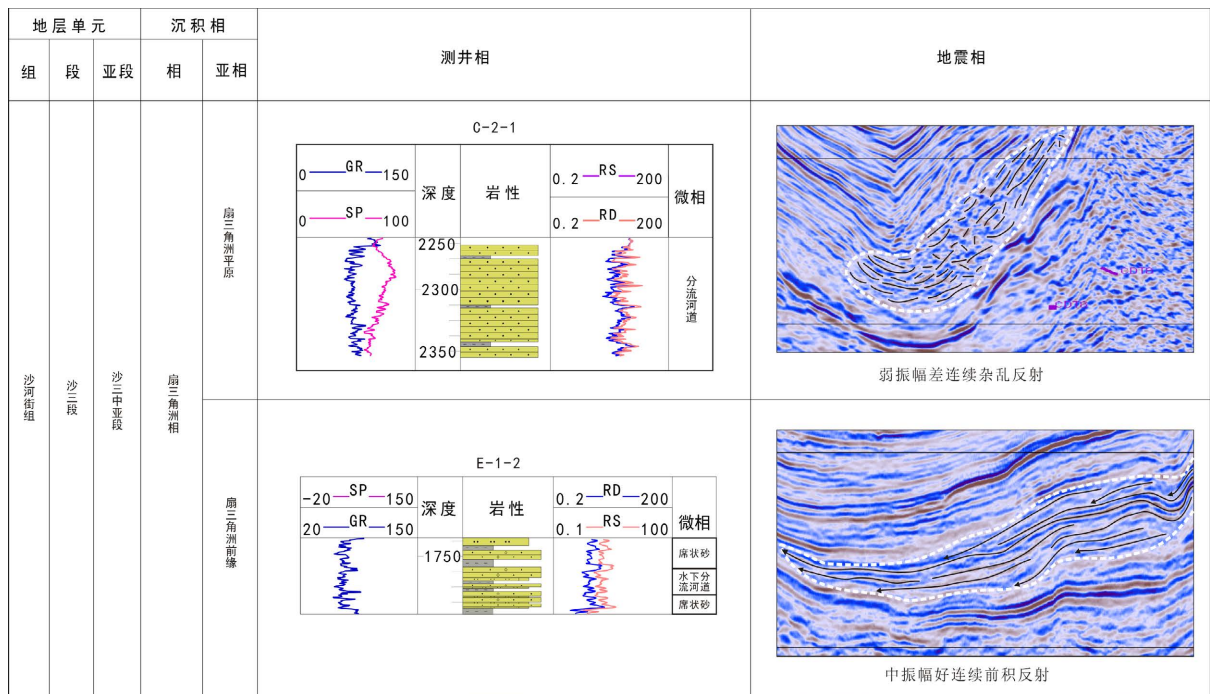 地层单元
沉积相
测井相
地震相
组
段
亚段
相
亚相
沙河街组
沙三段
沙三中亚段
扇三角洲相
扇三角洲平原
C-2-1
0 GR 150
0 SP 100
深度
岩性
0.2 RS 200
0.2 RD 200
微相
2250
2300
2350
分流河道
弱振幅差连续杂乱反射
扇三角洲前缘
E-1-2
-20 SP 150
20 GR 150
深度
岩性
0.2 RD 200
0.1 RS 100
微相
1750
席状砂
水下分
流河道
席状砂
中振幅好连续前积反射